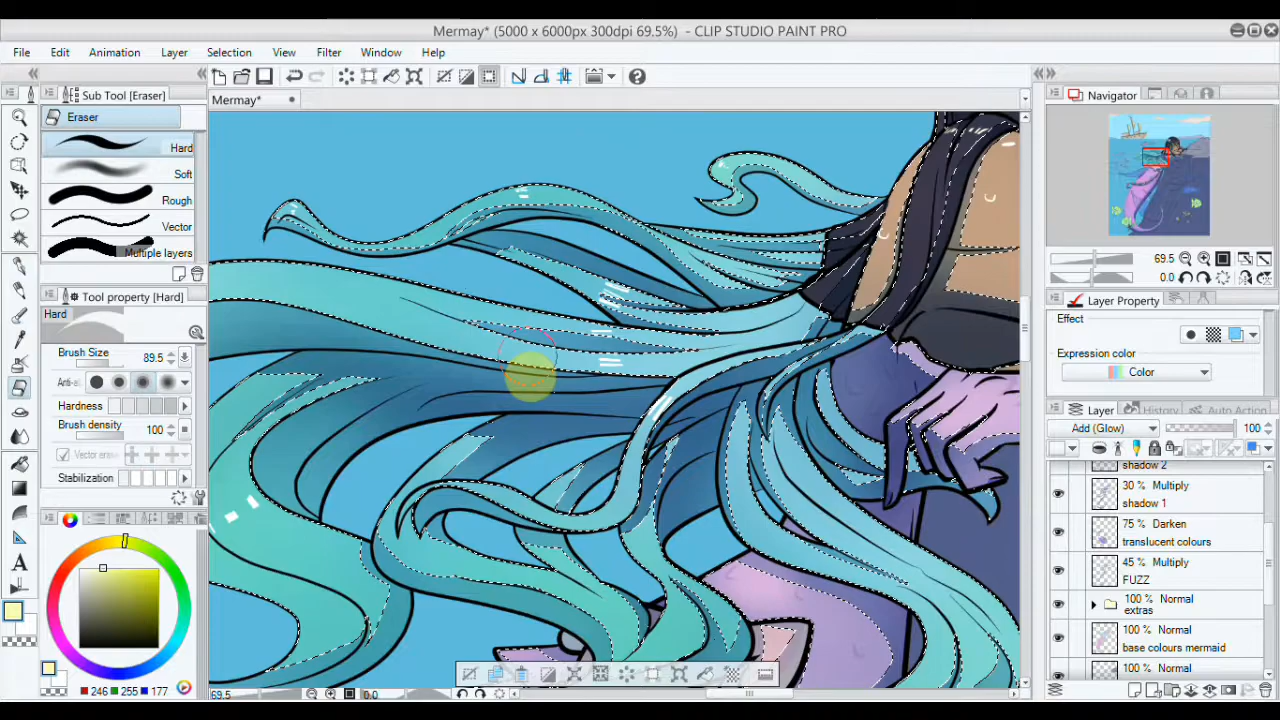 Mermay* (5000 x 6000px 300dpi 69.5%) - CLIP STUDIO PAINT PRO
File Edit Animation Layer Selection View Filter Window Help
Sub Tool [Eraser]
Mermay*
Navigator
Eraser
Hard
Soft
Rough
Vector
Multiple layers
69.5
0.0
Tool property [Hard]
Layer Property
Hard
Effect
Brush Size 89.5
Expression color
Color
Hardness
Layer History Auto Action
Brush density 100
Add (Glow) 100
Stabilization
shadow 2
30 % Multiply
shadow 1
75 % Darken
translucent colours
45 % Multiply
FUZZ
100 % Normal
extras
100 % Normal
base colours mermaid
100 % Normal
246 255 177
69.5 0.0